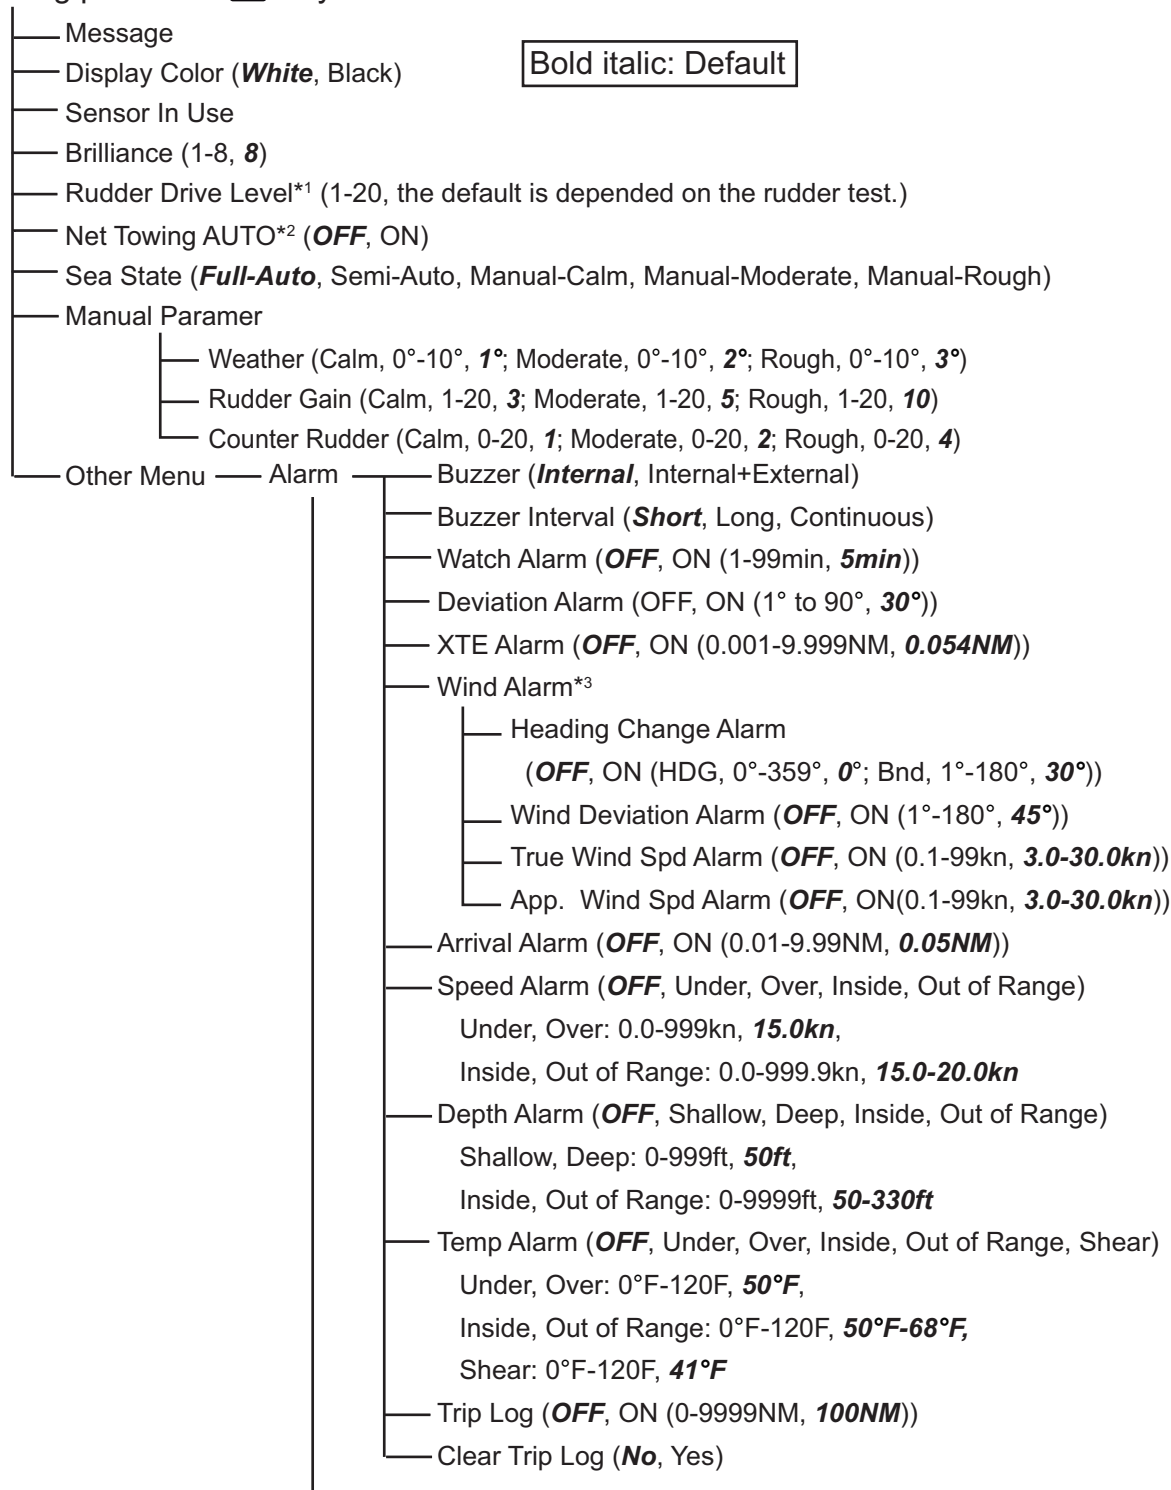 Message
Bold italic: Default
Display Color (White, Black)
Sensor In Use
Brilliance (1-8, 8)
Rudder Drive Level*1 (1-20, the default is depended on the rudder test.)
Net Towing AUTO*2 (OFF, ON)
Sea State (Full-Auto, Semi-Auto, Manual-Calm, Manual-Moderate, Manual-Rough)
Manual Paramer
Weather (Calm, 0°-10°, 1°; Moderate, 0°-10°, 2°; Rough, 0°-10°, 3°)
Rudder Gain (Calm, 1-20, 3; Moderate, 1-20, 5; Rough, 1-20, 10)
Counter Rudder (Calm, 0-20, 1; Moderate, 0-20, 2; Rough, 0-20, 4)
Other Menu Alarm Buzzer (Internal, Internal+External)
Buzzer Interval (Short, Long, Continuous)
Watch Alarm (OFF, ON (1-99min, 5min))
Deviation Alarm (OFF, ON (1° to 90°, 30°))
XTE Alarm (OFF, ON (0.001-9.999NM, 0.054NM))
Wind Alarm*3
Heading Change Alarm
(OFF, ON (HDG, 0°-359°, 0°; Bnd, 1°-180°, 30°))
Wind Deviation Alarm (OFF, ON (1°-180°, 45°))
True Wind Spd Alarm (OFF, ON (0.1-99kn, 3.0-30.0kn))
App. Wind Spd Alarm (OFF, ON(0.1-99kn, 3.0-30.0kn))
Arrival Alarm (OFF, ON (0.01-9.99NM, 0.05NM))
Speed Alarm (OFF, Under, Over, Inside, Out of Range)
Under, Over: 0.0-999kn, 15.0kn,
Inside, Out of Range: 0.0-999.9kn, 15.0-20.0kn
Depth Alarm (OFF, Shallow, Deep, Inside, Out of Range)
Shallow, Deep: 0-999ft, 50ft,
Inside, Out of Range: 0-9999ft, 50-330ft
Temp Alarm (OFF, Under, Over, Inside, Out of Range, Shear)
Under, Over: 0°F-120F, 50°F,
Inside, Out of Range: 0°F-120F, 50°F-68°F,
Shear: 0°F-120F, 41°F
Trip Log (OFF, ON (0-9999NM, 100NM))
Clear Trip Log (No, Yes)